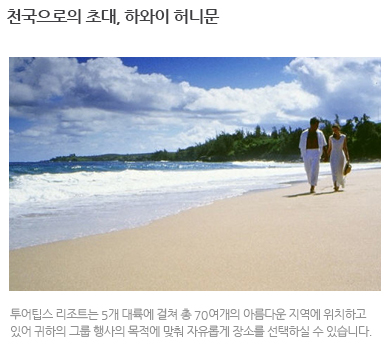 천국으로의 초대, 하와이 허니문
투어팁스 리조트는 5개 대륙에 걸쳐 총 70여개의 아름다운 지역에 위치하고
있어 귀하의 그룹 행사의 목적에 맞춰 자유롭게 장소를 선택하실 수 있습니다.